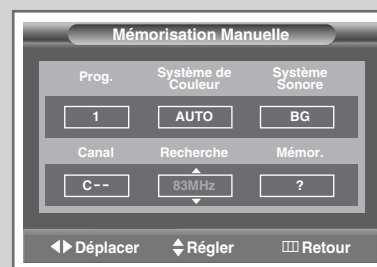 Mémorisation Manuelle
Prog. Système de Couleur Système Sonore
1 AUTO BG
Canal Recherche Mémor.
C-- 83MHz ?
Déplacer Régler Retour